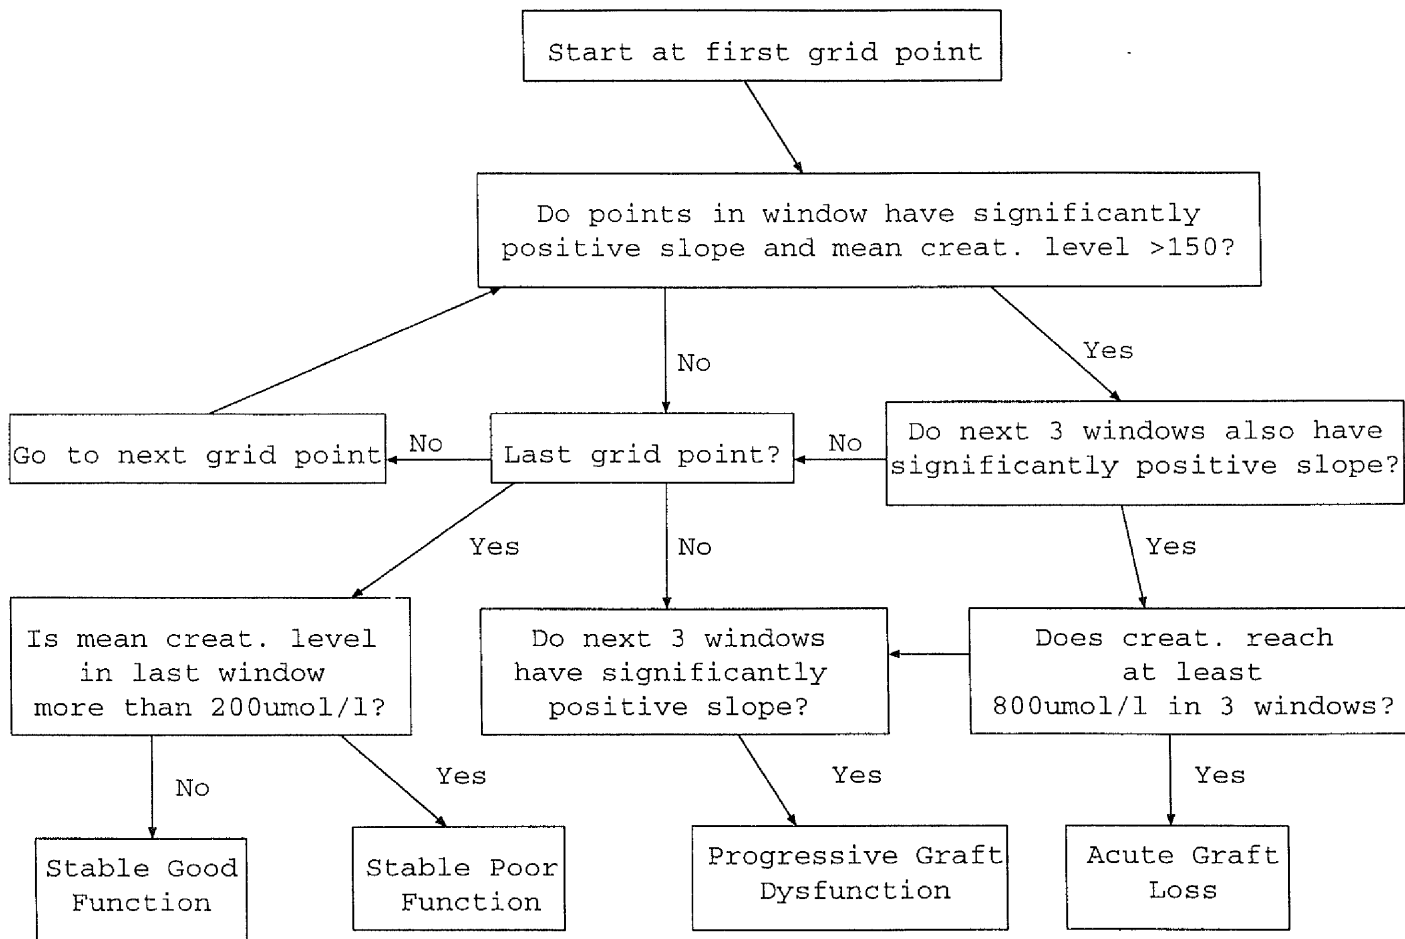 Start at first grid point
Do points in window have significantly
positive slope and mean creat. level >150?
No
Yes
Go to next grid point
No
Last grid point?
No
Do next 3 windows also have
significantly positive slope?
Yes
No
Yes
Is mean creat. level
in last window
more than 200umol/l?
Do next 3 windows
have significantly
positive slope?
Does creat. reach
at least
800umol/l in 3 windows?
No
Yes
Yes
Yes
Stable Good
Function
Stable Poor
Function
Progressive Graft
Dysfunction
Acute Graft
Loss